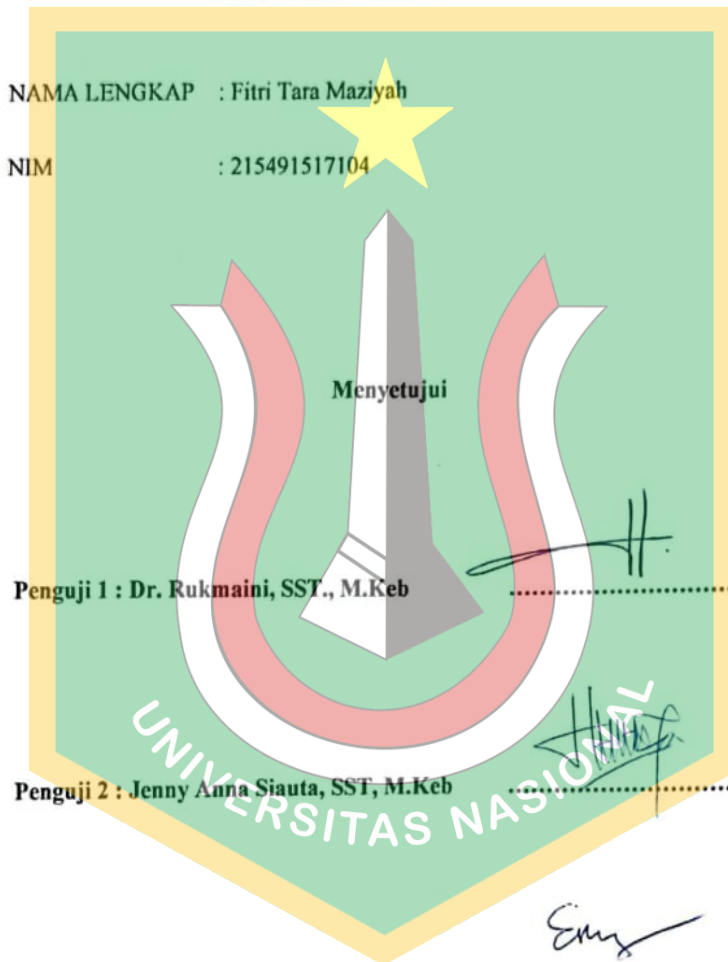 NAMA LENGKAP : Fitri Tara Maziyah
NIM : 215491517104
Menyetujui
Penguji 1 : Dr. Rukmaini, SST., M.Keb ........................
Penguji 2 : Jenny Anna Siauta, SST, M.Keb ........................
UNIVERSITAS NASIONAL